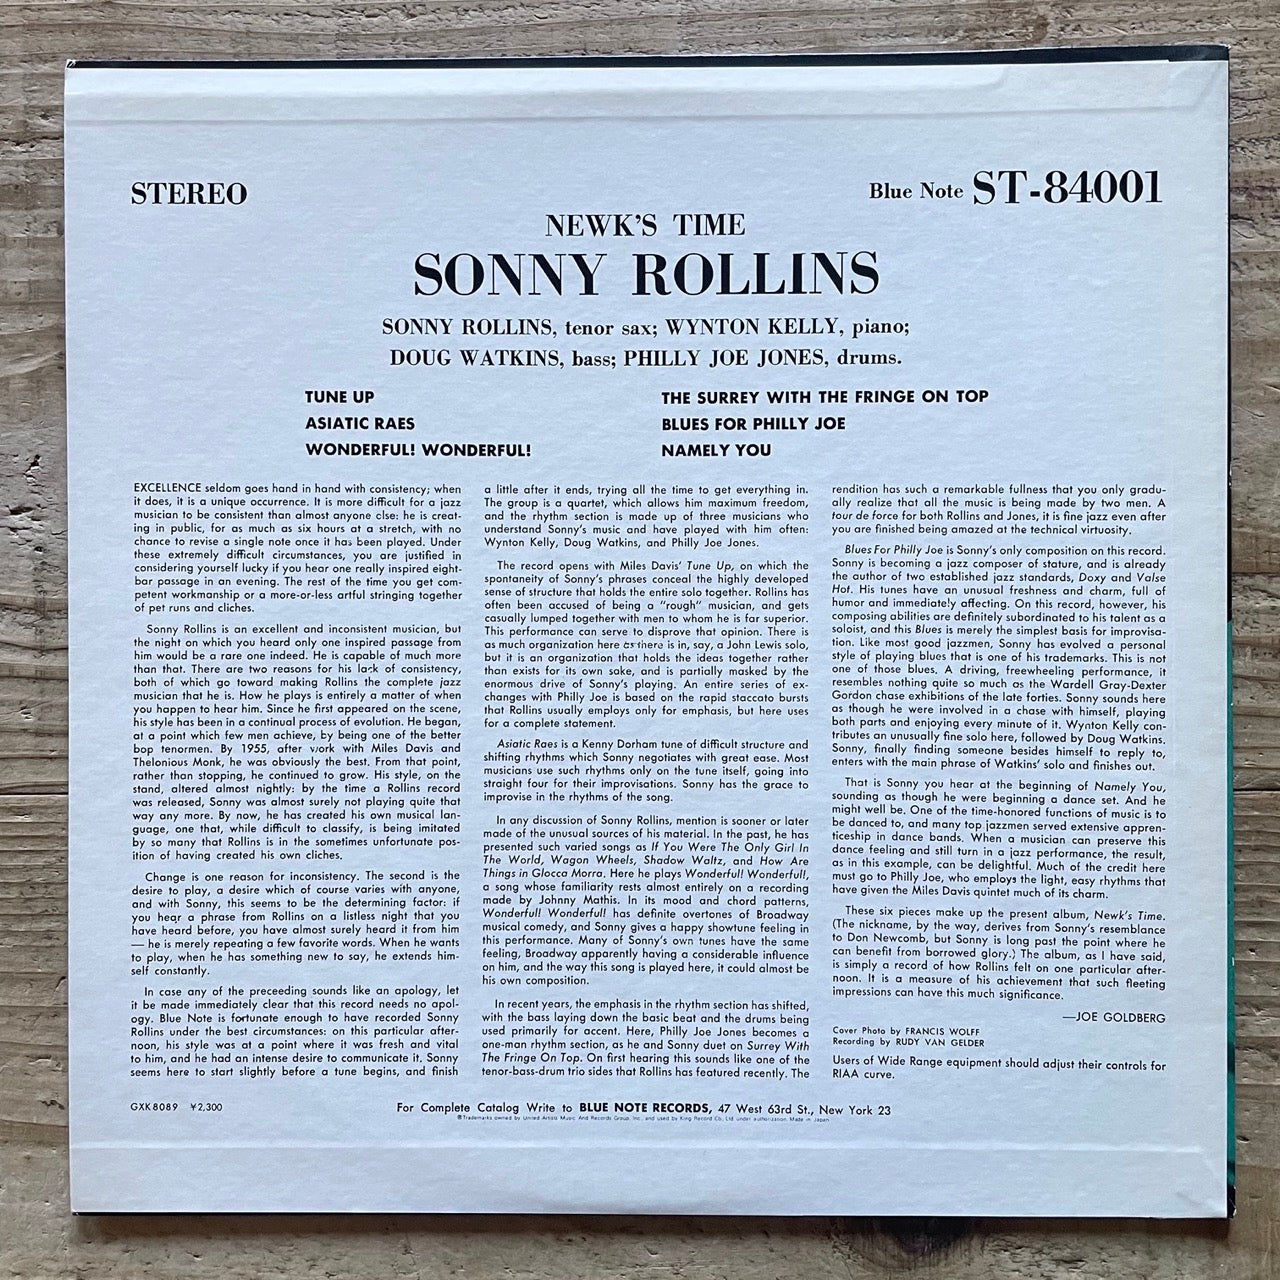 STEREO
Blue Note ST-84001
NEWK'S TIME
SONNY ROLLINS
SONNY ROLLINS, tenor sax; WYNTON KELLY, piano;
DOUG WATKINS, bass; PHILLY JOE JONES, drums.
TUNE UP
ASIATIC RAES
WONDERFUL! WONDERFUL!
THE SURREY WITH THE FRINGE ON TOP
BLUES FOR PHILLY JOE
NAMELY YOU
EXCELLENCE seldom goes hand in hand with consistency; when
it does, it is a unique occurrence. It is more difficult for a jazz
musician to be consistent than almost anyone else: he is creat-
ing in public, for as much as six hours at a stretch, with no
chance to revise a single note once it has been played. Under
these extremely difficult circumstances, you are justified in
considering yourself lucky if you hear one really inspired eight-
bar passage in an evening. The rest of the time you get com-
petent workmanship or a more-or-less artful stringing together
of pet runs and cliches.
Sonny Rollins is an excellent and inconsistent musician, but
the night on which you heard only one inspired passage from
him would be a rare one indeed. He is capable of much more
than that. There are two reasons for his lack of consistency,
both of which go toward making Rollins the complete jazz
musician that he is. How he plays is entirely a matter of when
you happen to hear him. Since he first appeared on the scene,
his style has been in a continual process of evolution. He began,
at a point which few men achieve, by being one of the better
bop tenormen. By 1955, after work with Miles Davis and
Thelonious Monk, he was obviously the best. From that point,
rather than stopping, he continued to grow. His style, on the
stand, altered almost nightly: by the time a Rollins record
was released, Sonny was almost surely not playing quite that
way any more. By now, he has created his own musical lan-
guage, one that, while difficult to classify, is being imitated
by so many that Rollins is in the sometimes unfortunate pos-
ition of having created his own cliches.
Change is one reason for inconsistency. The second is the
desire to play, a desire which of course varies with anyone,
and with Sonny, this seems to be the determining factor: if
you hear a phrase from Rollins on a listless night that you
have heard before, you have almost surely heard it from him
— he is merely repeating a few favorite words. When he wants
to play, when he has something new to say, he extends him-
self constantly.
In case any of the preceeding sounds like an apology, let
it be made immediately clear that this record needs no apol-
ogy. Blue Note is fortunate enough to have recorded Sonny
Rollins under the best circumstances: on this particular after-
noon, his style was at a point where it was fresh and vital
to him, and he had an intense desire to communicate it. Sonny
seems here to start slightly before a tune begins, and finish
a little after it ends, trying all the time to get everything in.
The group is a quartet, which allows him maximum freedom,
and the rhythm section is made up of three musicians who
understand Sonny's music and have played with him often:
Wynton Kelly, Doug Watkins, and Philly Joe Jones.
The record opens with Miles Davis' Tune Up, on which the
spontaneity of Sonny's phrases conceal the highly developed
sense of structure that holds the entire solo together. Rollins has
often been accused of being a "rough" musician, and gets
casually lumped together with men to whom he is far superior.
This performance can serve to disprove that opinion. There is
as much organization here as there is in, say, a John Lewis solo,
but it is an organization that holds the ideas together rather
than exists for its own sake, and is partially masked by the
enormous drive of Sonny's playing. An entire series of ex-
changes with Philly Joe is based on the rapid staccato bursts
that Rollins usually employs only for emphasis, but here uses
for a complete statement.
Asiatic Raes is a Kenny Dorham tune of difficult structure and
shifting rhythms which Sonny negotiates with great ease. Most
musicians use such rhythms only on the tune itself, going into
straight four for their improvisations. Sonny has the grace to
improvise in the rhythms of the song.
In any discussion of Sonny Rollins, mention is sooner or later
made of the unusual sources of his material. In the past, he has
presented such varied songs as If You Were The Only Girl In
The World, Wagon Wheels, Shadow Waltz, and How Are
Things in Glocca Morra. Here he plays Wonderful! Wonderful!,
a song whose familiarity rests almost entirely on a recording
made by Johnny Mathis. In its mood and chord patterns,
Wonderful! Wonderful! has definite overtones of Broadway
musical comedy, and Sonny gives a happy showtune feeling in
this performance. Many of Sonny's own tunes have the same
feeling, Broadway apparently having a considerable influence
on him, and the way this song is played here, it could almost be
his own composition.
In recent years, the emphasis in the rhythm section has shifted,
with the bass laying down the basic beat and the drums being
used primarily for accent. Here, Philly Joe Jones becomes a
one-man rhythm section, as he and Sonny duet on Surrey With
The Fringe On Top. On first hearing this sounds like one of the
tenor-bass-drum trio sides that Rollins has featured recently. The
rendition has such a remarkable fullness that you only gradu-
ally realize that all the music is being made by two men. A
tour de force for both Rollins and Jones, it is fine jazz even after
you are finished being amazed at the technical virtuosity.
Blues For Philly Joe is Sonny's only composition on this record.
Sonny is becoming a jazz composer of stature, and is already
the author of two established jazz standards, Doxy and Valse
Hot. His tunes have an unusual freshness and charm, full of
humor and immediately affecting. On this record, however, his
composing abilities are definitely subordinated to his talent as a
soloist, and this Blues is merely the simplest basis for improvisa-
tion. Like most good jazzmen, Sonny has evolved a personal
style of playing blues that is one of his trademarks. This is not
one of those blues. A driving, freewheeling performance, it
resembles nothing quite so much as the Wardell Gray-Dexter
Gordon chase exhibitions of the late forties. Sonny sounds here
as though he were involved in a chase with himself, playing
both parts and enjoying every minute of it. Wynton Kelly con-
tributes an unusually fine solo here, followed by Doug Watkins.
Sonny, finally finding someone besides himself to reply to,
enters with the main phrase of Watkins' solo and finishes out.
That is Sonny you hear at the beginning of Namely You,
sounding as though he were beginning a dance set. And he
might well be. One of the time-honored functions of music is to
be danced to, and many top jazzmen served extensive appren-
ticeship in dance bands. When a musician can preserve this
dance feeling and still turn in a jazz performance, the result,
as in this example, can be delightful. Much of the credit here
must go to Philly Joe, who employs the light, easy rhythms that
have given the Miles Davis quintet much of its charm.
These six pieces make up the present album, Newk's Time.
(The nickname, by the way, derives from Sonny's resemblance
to Don Newcomb, but Sonny is long past the point where he
can benefit from borrowed glory.) The album, as I have said,
is simply a record of how Rollins felt on one particular after-
noon. It is a measure of his achievement that such fleeting
impressions can have this much significance.
—JOE GOLDBERG
Cover Photo by FRANCIS WOLFF
Recording by RUDY VAN GELDER
Users of Wide Range equipment should adjust their controls for
RIAA curve.
GXK8089 ¥2,300
For Complete Catalog Write to BLUE NOTE RECORDS, 47 West 63rd St., New York 23
®Trademarks owned by United Artists Music And Records Group, Inc., and used by King Record Co., Ltd. under authorization. Made in Japan